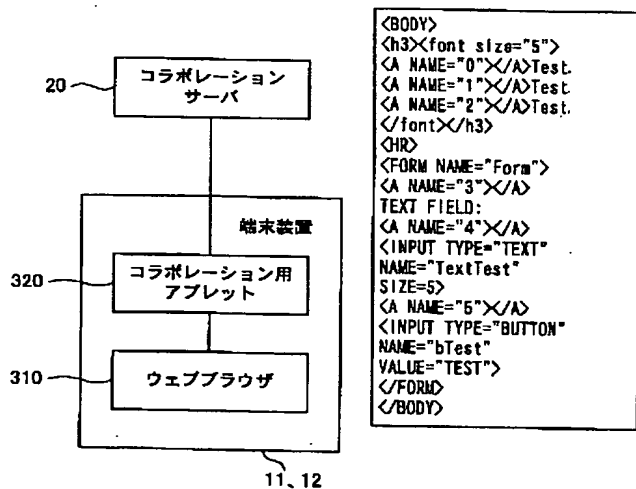 20
コラボレーション
サーバ
端末装置
320
コラボレーション用
アプレット
310
ウェブブラウザ
11、12
<BODY>
<h3><font size="5">
<A NAME="0"></A>Test.
<A NAME="1"></A>Test.
<A NAME="2"></A>Test.
</font></h3>
<HR>
<FORM NAME="Form">
<A NAME="3"></A>
TEXT FIELD:
<A NAME="4"></A>
<INPUT TYPE="TEXT"
NAME="TextTest"
SIZE=5>
<A NAME="5"></A>
<INPUT TYPE="BUTTON"
NAME="bTest"
VALUE="TEST">
</FORM>
</BODY>